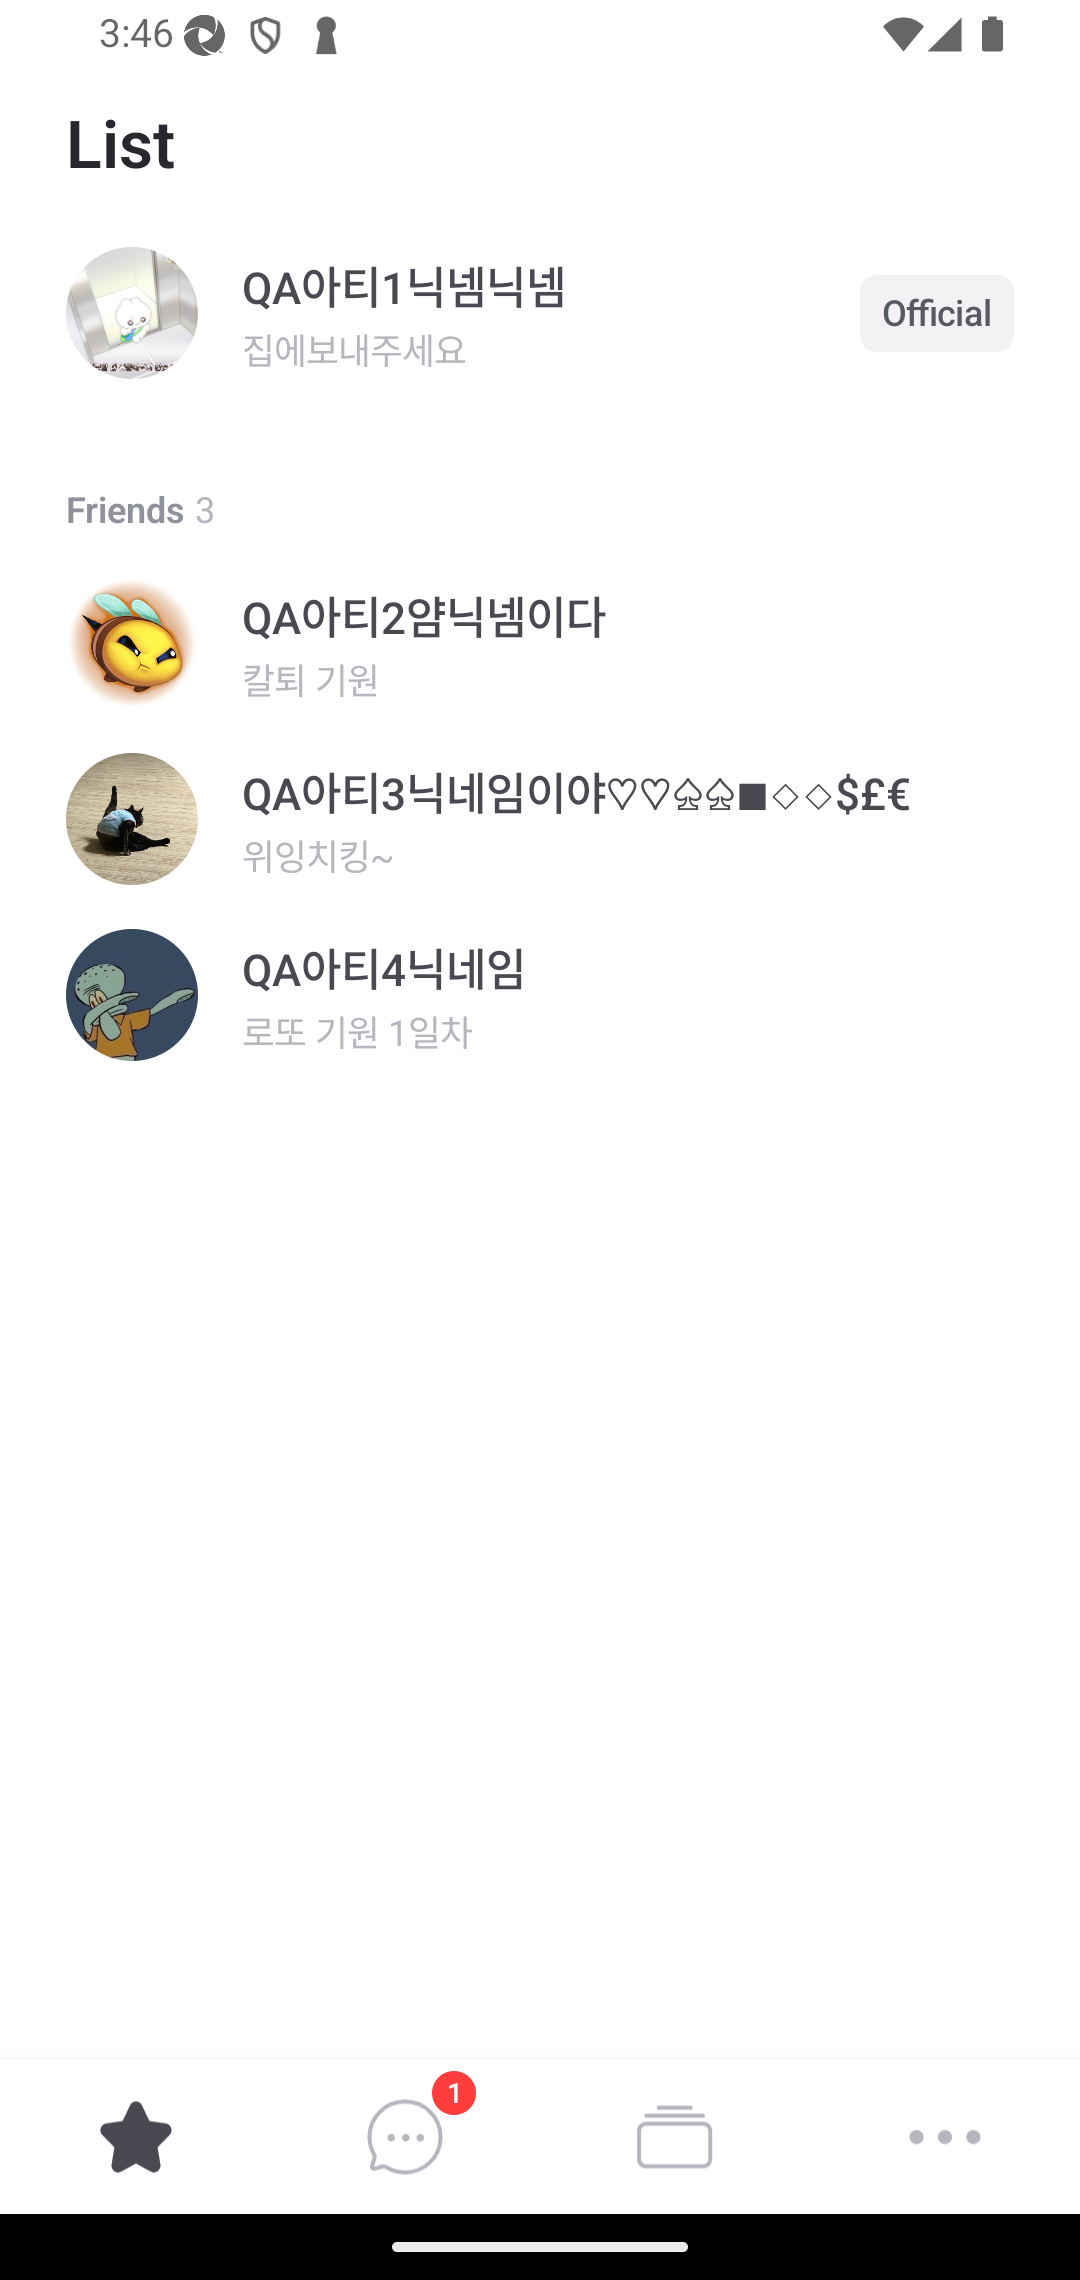 3:46
List
QA아티1닉넴닉넴
집에보내주세요
Official
Friends 3
QA아티2얌닉넴이다
칼퇴 기원
QA아티3닉네임이야♡♡♤♤■◇◇$£€
위잉치킹~
QA아티4닉네임
로또 기원 1일차
1